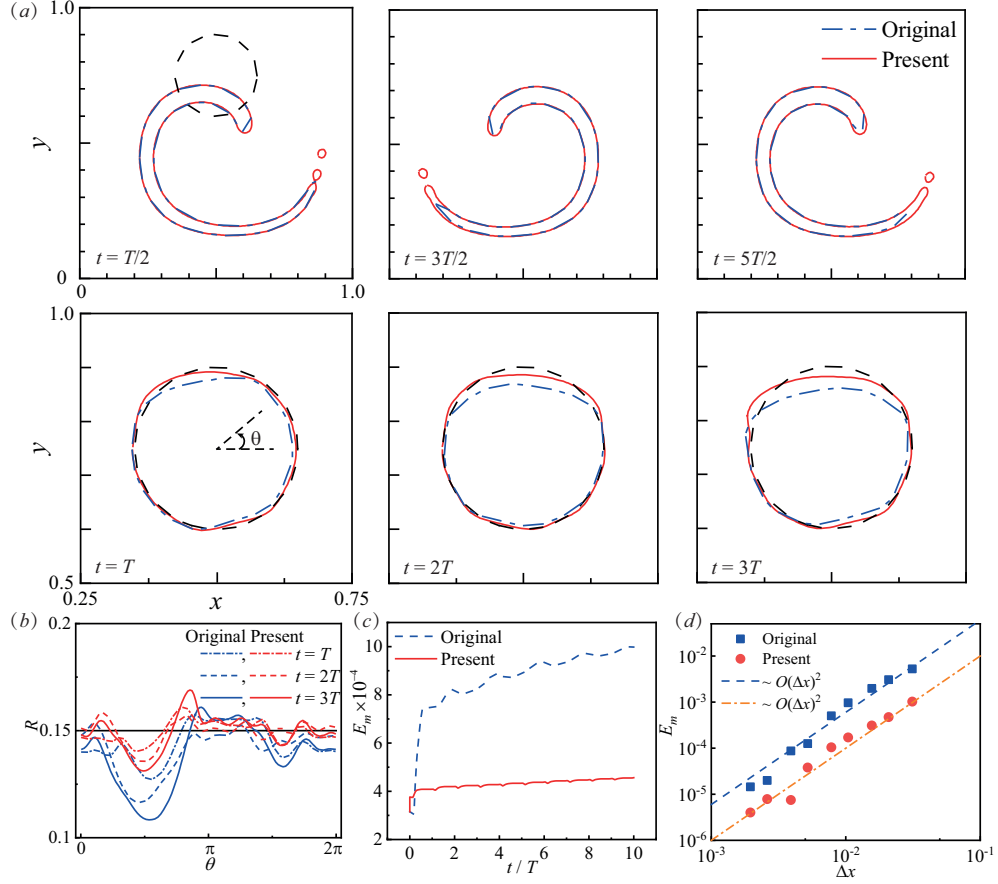 (a)
1.0
y
0
0
1.0
t = T/2
t = 3T/2
Original
Present
t = 5T/2
1.0
y
0.5
0.25
x
0.75
θ
t = T
t = 2T
t = 3T
(b)
0.2
R
0.15
0.1
0
π
2π
θ
Original Present
, t = T
, t = 2T
, t = 3T
(c)
E_m × 10^-4
10
8
6
4
2
0
2
4
6
8
10
t / T
Original
Present
(d)
E_m
10^-2
10^-3
10^-4
10^-5
10^-6
10^-3
10^-2
10^-1
Δx
Original
Present
~ O(Δx)^2
~ O(Δx)^2